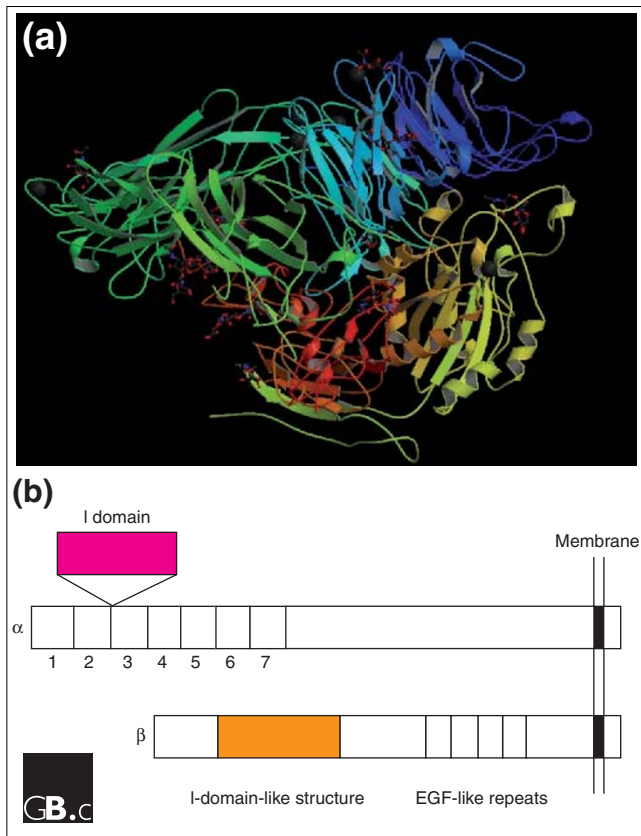 (a)
(b)
I domain
Membrane
α
1 2 3 4 5 6 7
β
I-domain-like structure EGF-like repeats
GB.c